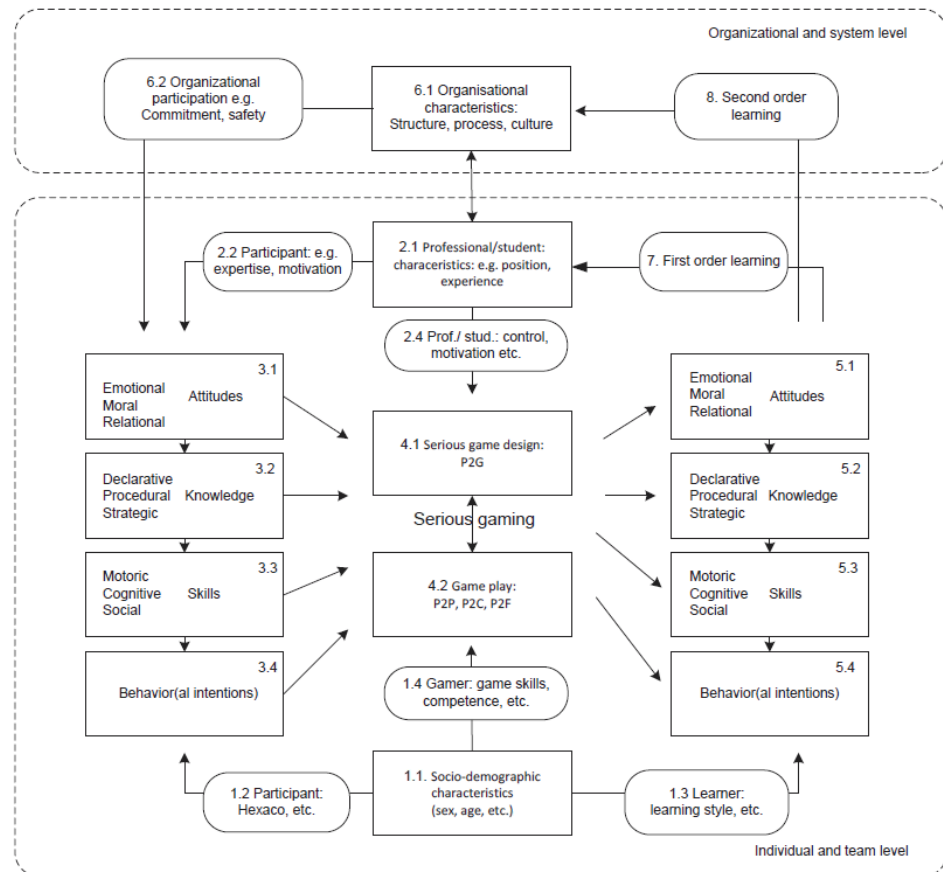 Organizational and system level
6.2 Organizational
participation e.g.
Commitment, safety
6.1 Organisational
characteristics:
Structure, process, culture
8. Second order
learning
2.2 Participant: e.g.
expertise, motivation
2.1 Professional/student:
characeristics: e.g. position,
experience
7. First order learning
2.4 Prof./ stud.: control,
motivation etc.
3.1
Emotional
Moral Attitudes
Relational
3.2
Declarative
Procedural Knowledge
Strategic
3.3
Motoric
Cognitive Skills
Social
3.4
Behavior(al intentions)
4.1 Serious game design:
P2G
Serious gaming
4.2 Game play:
P2P, P2C, P2F
5.1
Emotional
Moral Attitudes
Relational
5.2
Declarative
Procedural Knowledge
Strategic
5.3
Motoric
Cognitive Skills
Social
5.4
Behavior(al intentions)
1.4 Gamer: game skills,
competence, etc.
1.2 Participant:
Hexaco, etc.
1.1. Socio-demographic
characteristics
(sex, age, etc.)
1.3 Learner:
learning style, etc.
Individual and team level